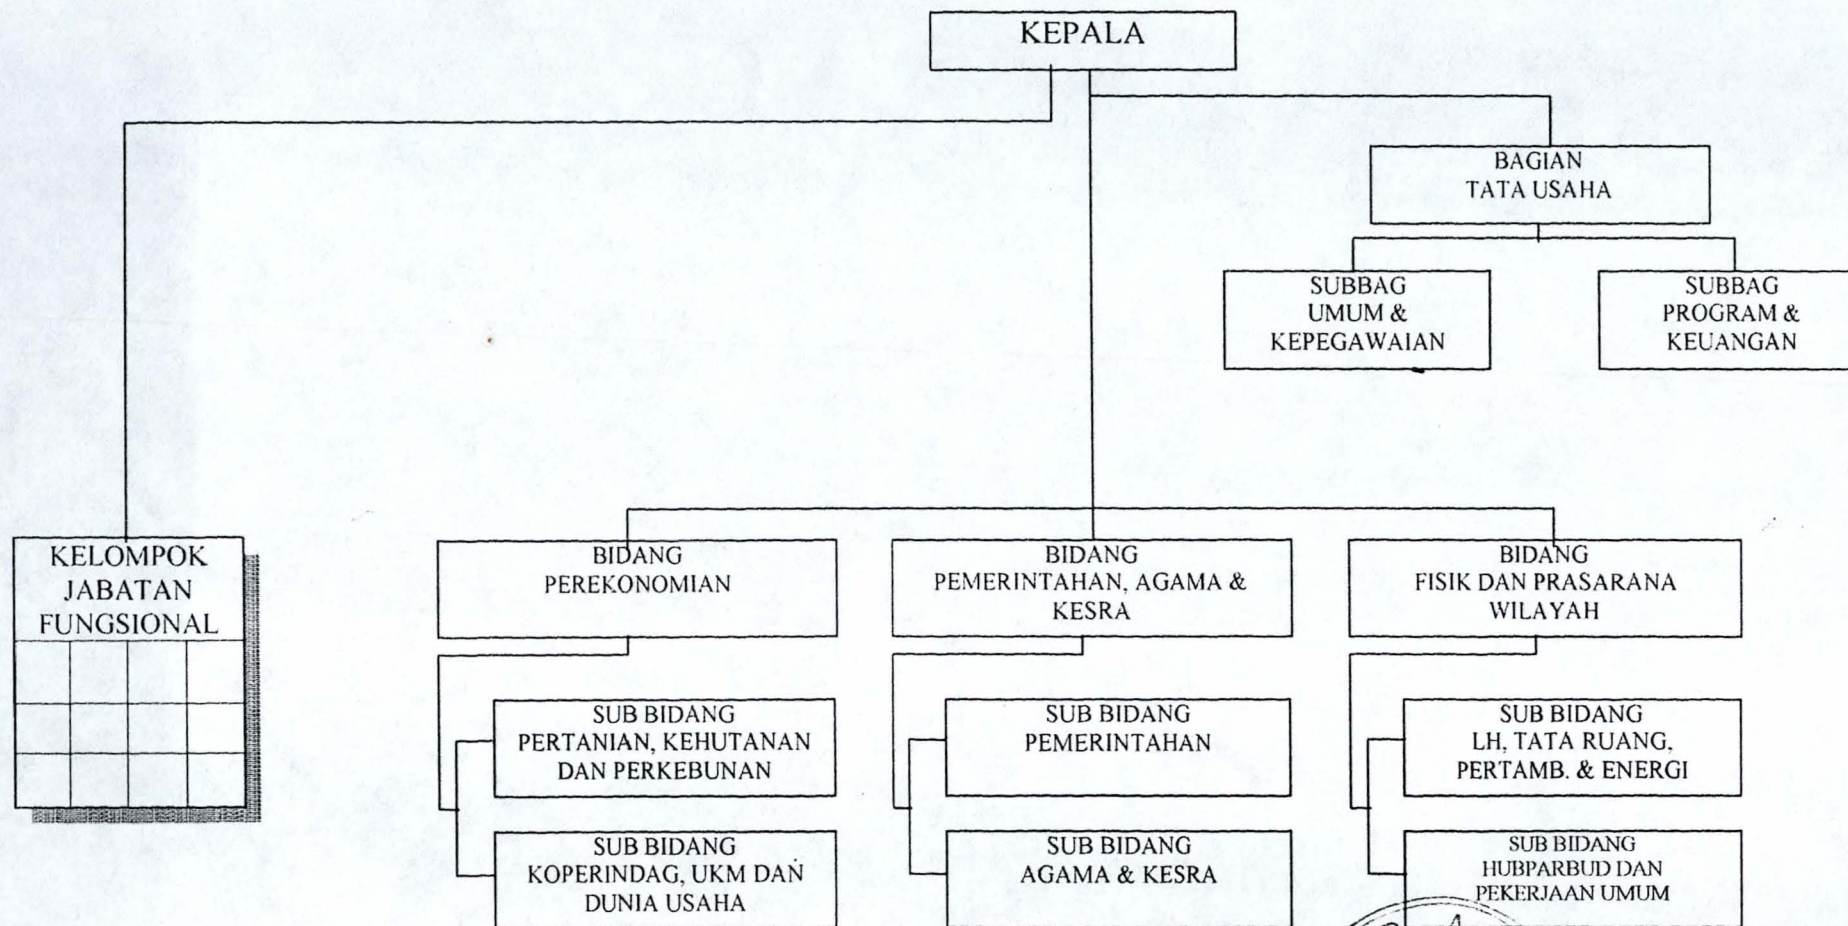 KEPALA
BAGIAN
TATA USAHA
SUBBAG
UMUM &
KEPEGAWAIAN
SUBBAG
PROGRAM &
KEUANGAN
KELOMPOK
JABATAN
FUNGSIONAL
BIDANG
PEREKONOMIAN
BIDANG
PEMERINTAHAN, AGAMA &
KESRA
BIDANG
FISIK DAN PRASARANA
WILAYAH
SUB BIDANG
PERTANIAN, KEHUTANAN
DAN PERKEBUNAN
SUB BIDANG
PEMERINTAHAN
SUB BIDANG
LH, TATA RUANG,
PERTAMB. & ENERGI
SUB BIDANG
KOPERINDAG, UKM DAN
DUNIA USAHA
SUB BIDANG
AGAMA & KESRA
SUB BIDANG
HUBPARBUD DAN
PEKERJAAN UMUM